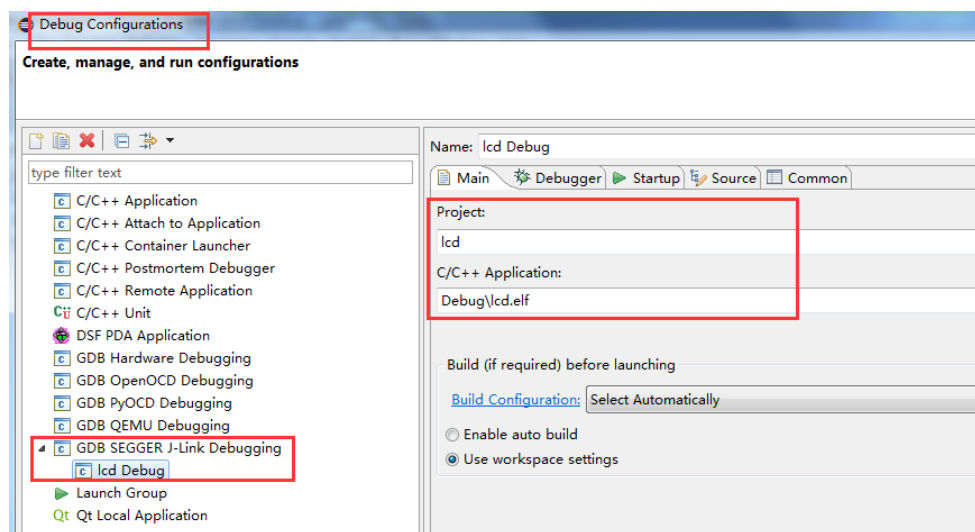 Debug Configurations
Create, manage, and run configurations
type filter text
C/C++ Application
C/C++ Attach to Application
C/C++ Container Launcher
C/C++ Postmortem Debugger
C/C++ Remote Application
C/C++ Unit
DSF PDA Application
GDB Hardware Debugging
GDB OpenOCD Debugging
GDB PyOCD Debugging
GDB QEMU Debugging
GDB SEGGER J-Link Debugging
lcd Debug
Launch Group
Qt Qt Local Application
Name: lcd Debug
Main Debugger Startup Source Common
Project:
lcd
C/C++ Application:
Debug\lcd.elf
Build (if required) before launching
Build Configuration: Select Automatically
Enable auto build
Use workspace settings